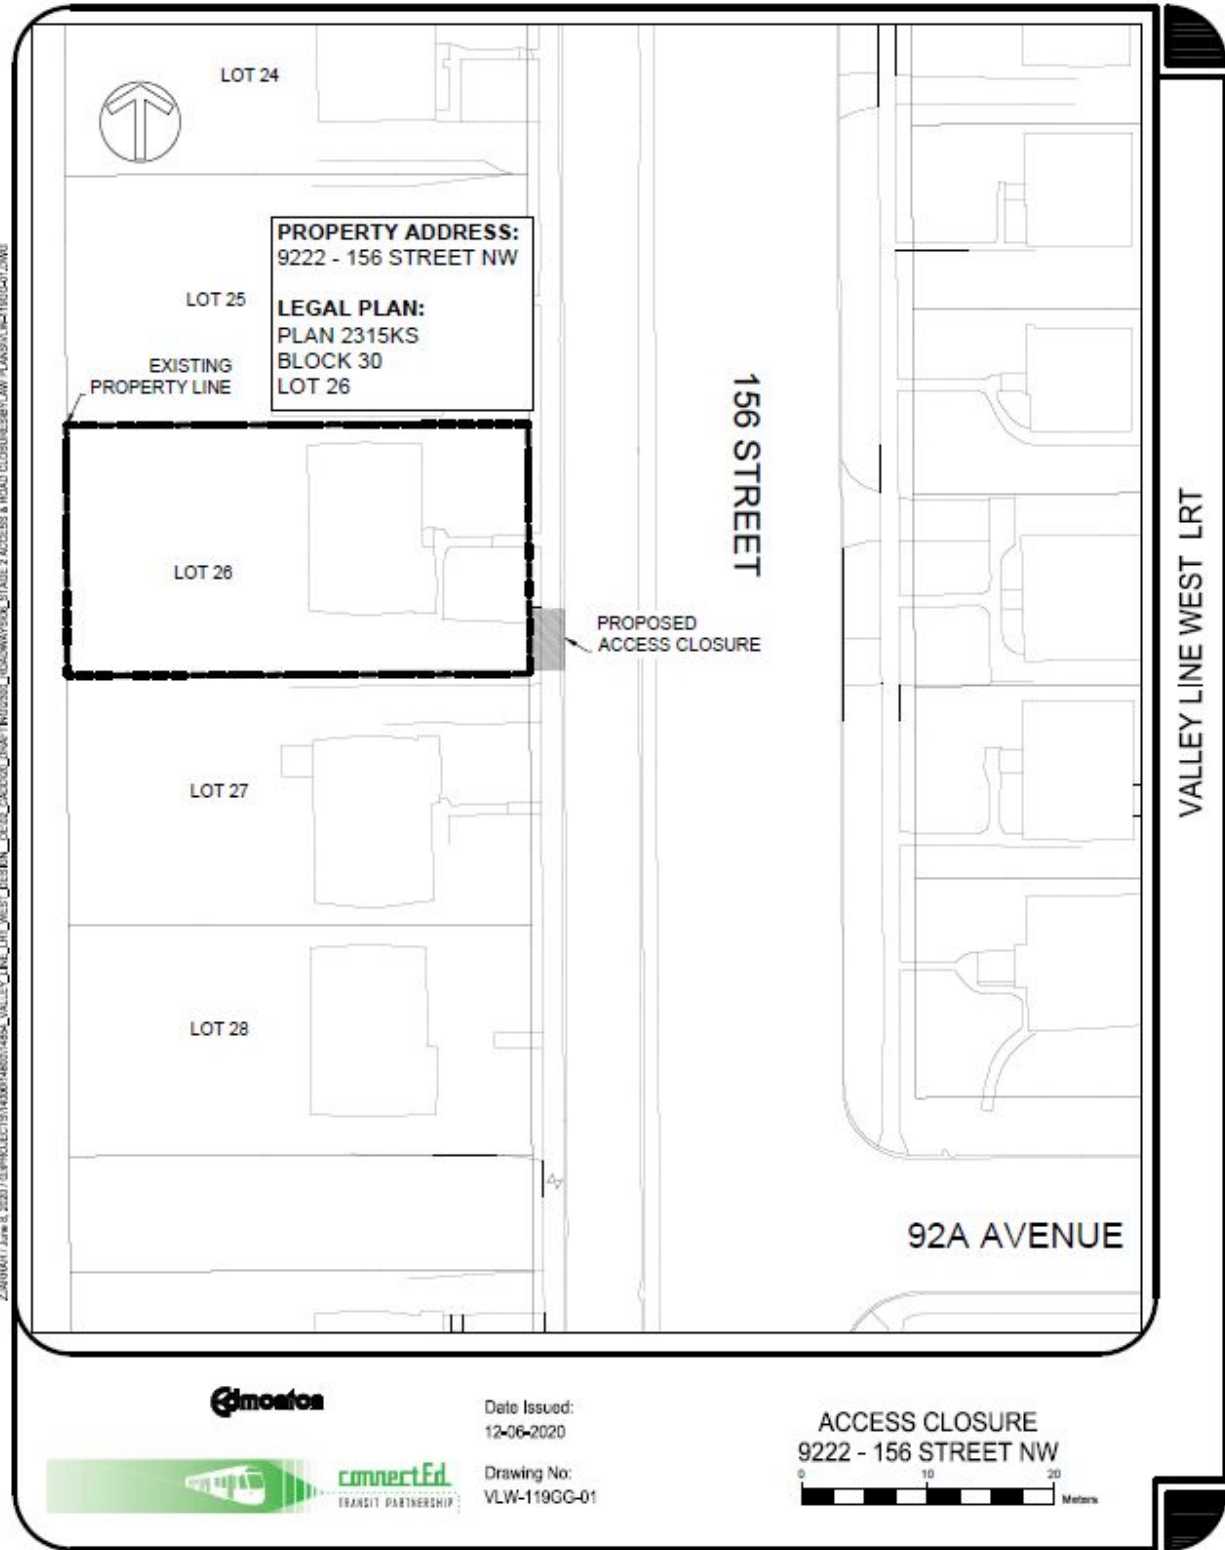 LOT 24
PROPERTY ADDRESS:
9222 - 156 STREET NW
LEGAL PLAN:
PLAN 2315KS
BLOCK 30
LOT 26
LOT 25
EXISTING
PROPERTY LINE
156 STREET
LOT 26
PROPOSED
ACCESS CLOSURE
LOT 27
LOT 28
92A AVENUE
VALLEY LINE WEST LRT
Edmonton
connectEd
TRANSIT PARTNERSHIP
Date Issued:
12-06-2020
Drawing No:
VLW-119GG-01
ACCESS CLOSURE
9222 - 156 STREET NW
0 10 20
Meters